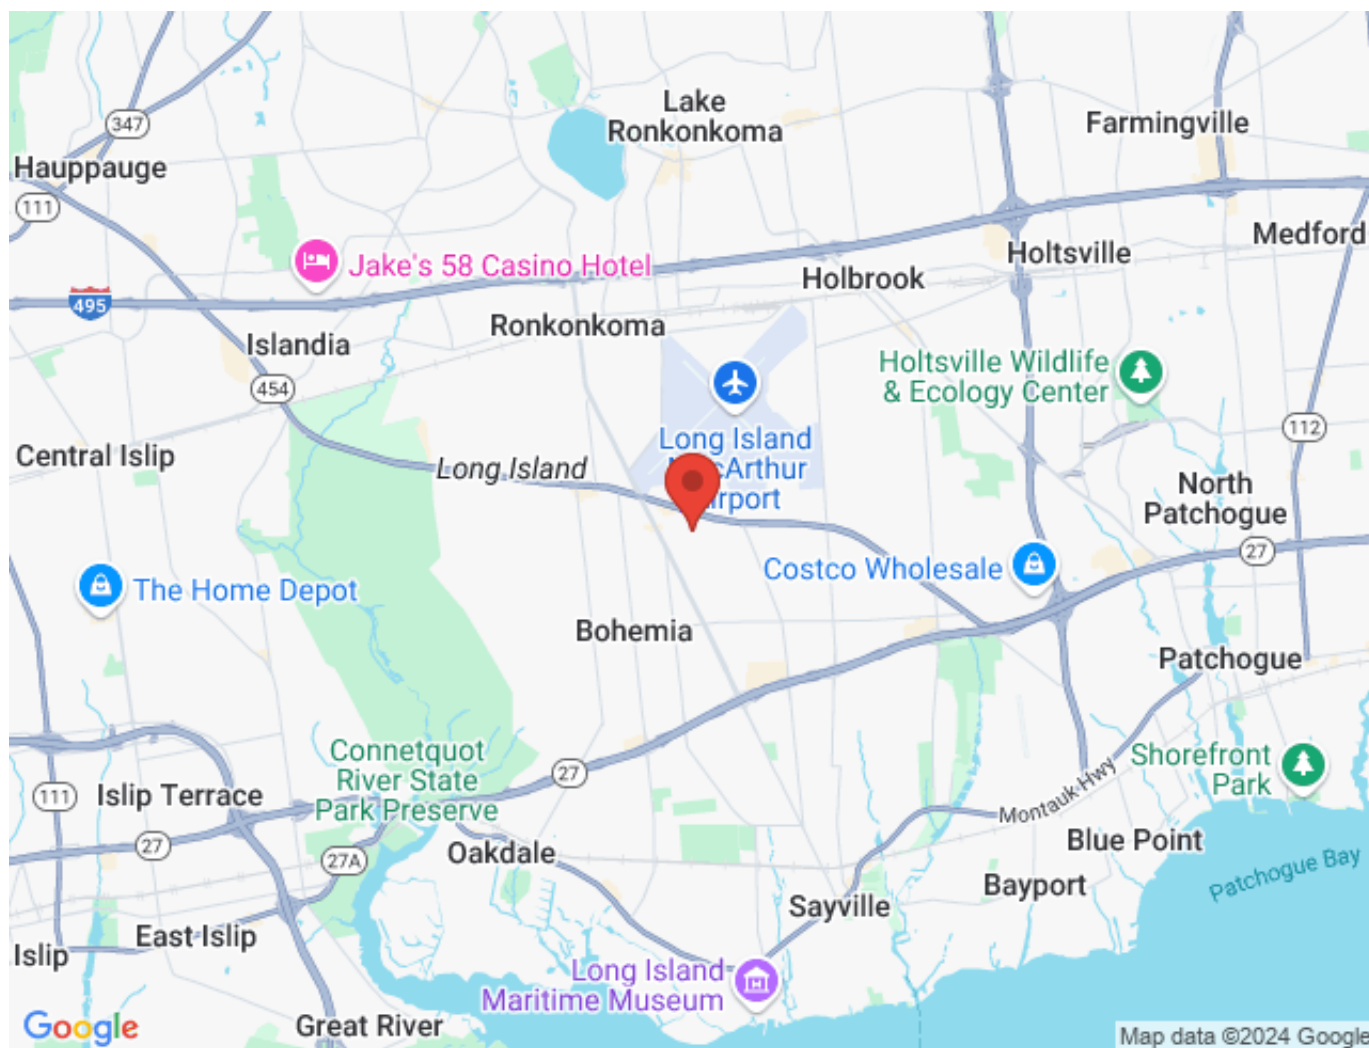 Lake
Ronkonkoma
Farmingville
347
Hauppauge
111
Medford
Holtsville
Jake's 58 Casino Hotel
Holbrook
495
Ronkonkoma
Islandia
Holtsville Wildlife
& Ecology Center
454
112
Long Island
Airport
Central Islip
Long Island
North
Patchogue
27
Costco Wholesale
The Home Depot
Bohemia
Patchogue
Connetquot
River State
Park Preserve
27
Shorefront
Park
111
Islip Terrace
Montauk Hwy
27
27A
Oakdale
Blue Point
Patchogue Bay
Bayport
Sayville
East Islip
Islip
Long Island
Maritime Museum
Great River
Google
Map data ©2024 Google